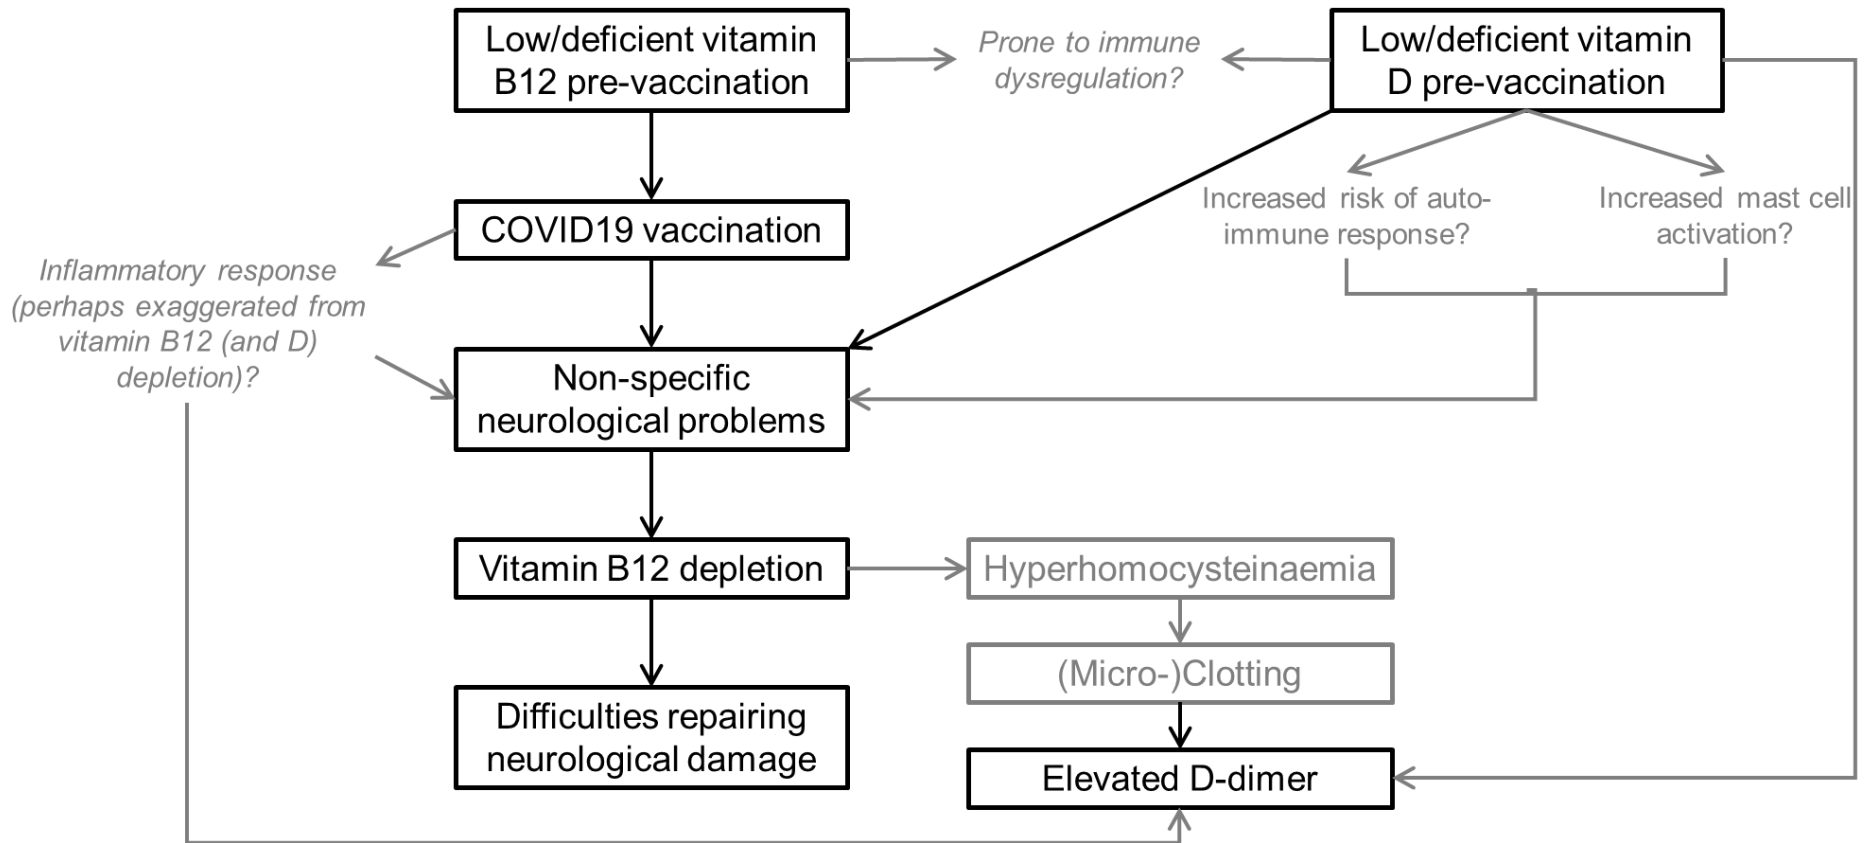 Low/deficient vitamin
B12 pre-vaccination
Prone to immune
dysregulation?
Low/deficient vitamin
D pre-vaccination
Increased risk of auto-
immune response?
Increased mast cell
activation?
COVID19 vaccination
Inflammatory response
(perhaps exaggerated from
vitamin B12 (and D)
depletion)?
Non-specific
neurological problems
Vitamin B12 depletion
Hyperhomocysteinaemia
(Micro-)Clotting
Difficulties repairing
neurological damage
Elevated D-dimer